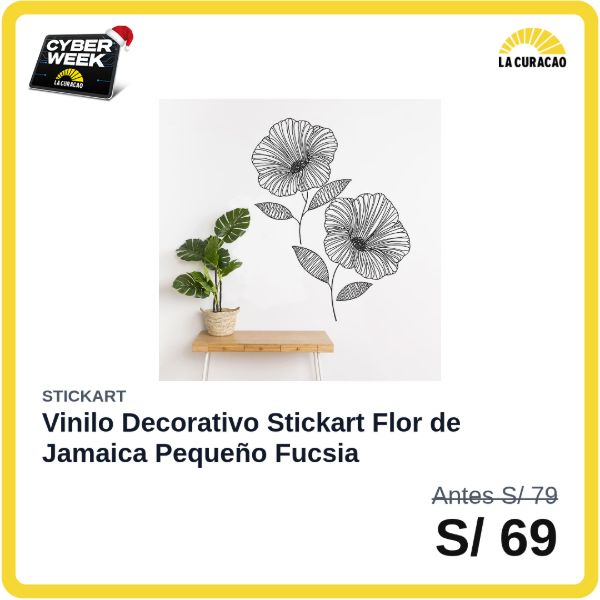 CYBER
WEEK
LA CURACAO
LA CURACAO
STICKART
Vinilo Decorativo Stickart Flor de
Jamaica Pequeño Fucsia
Antes S/ 79
S/ 69